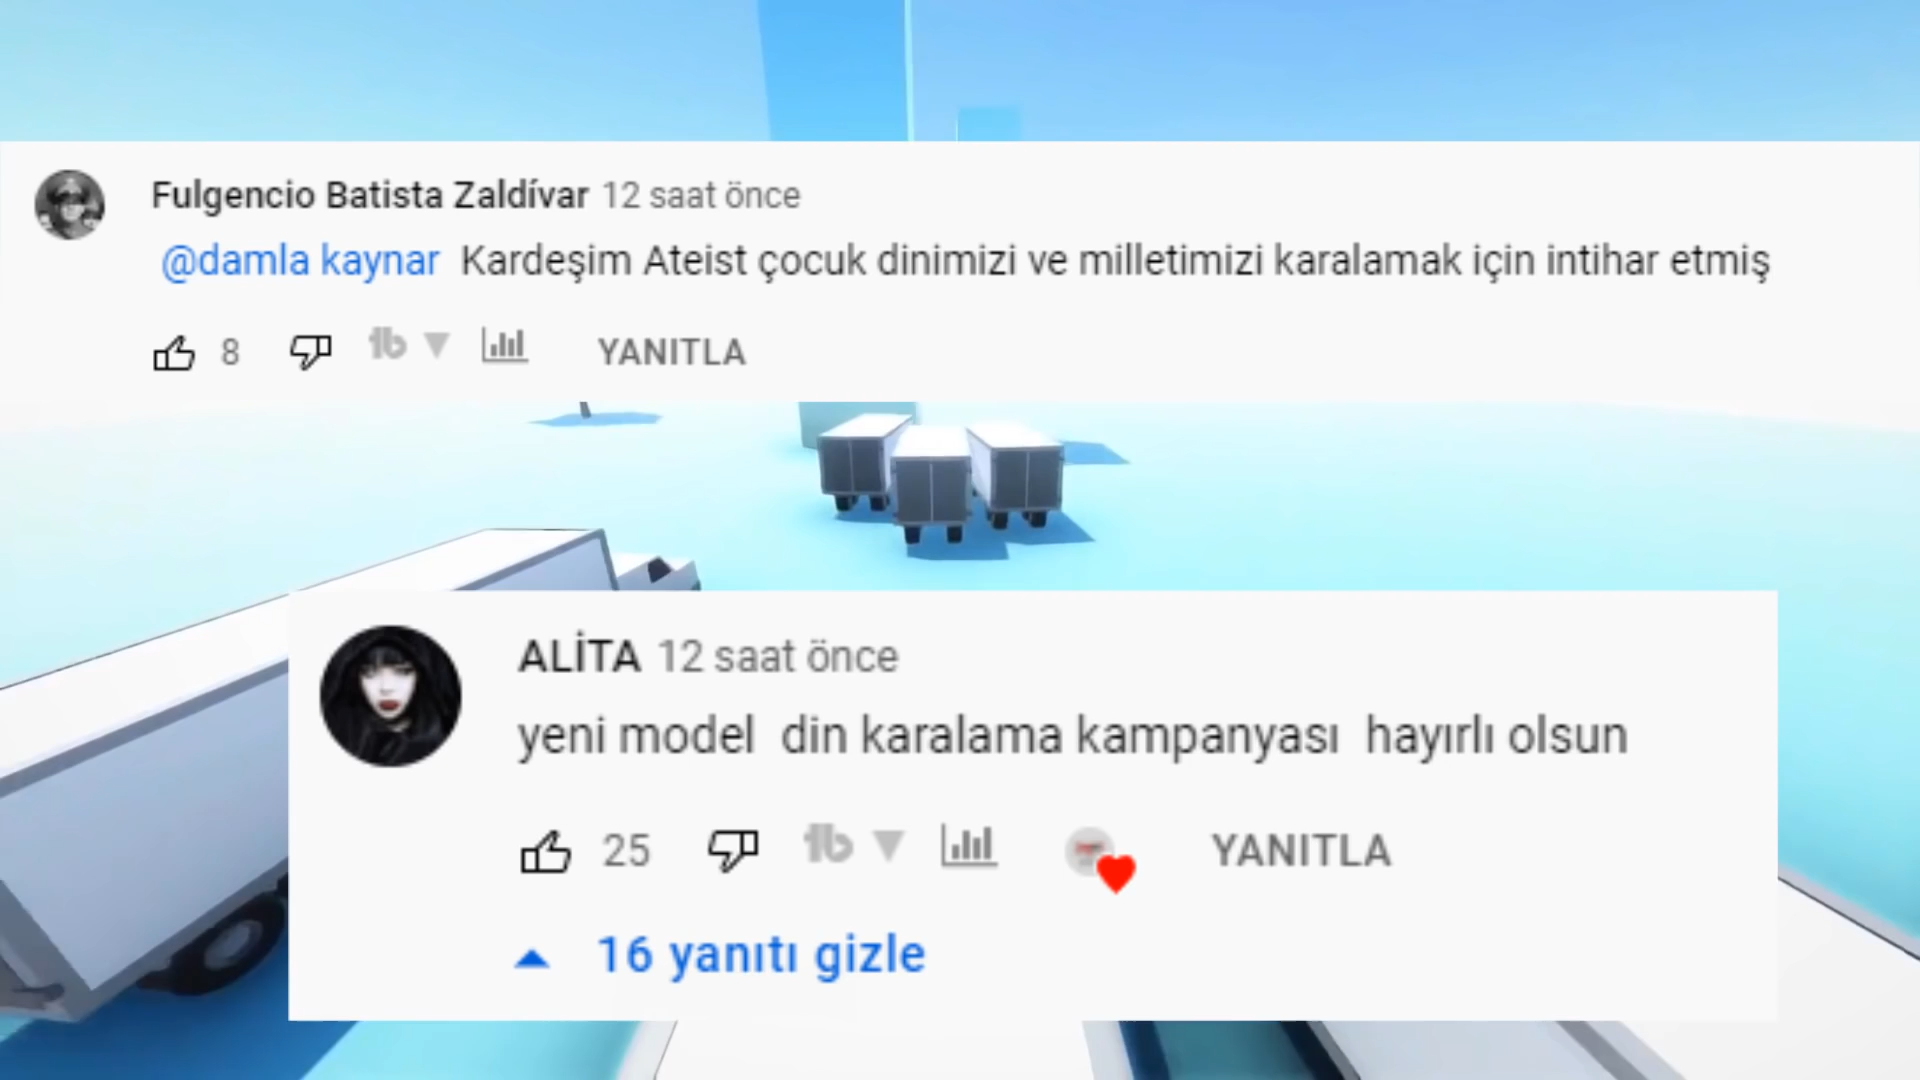 Fulgencio Batista Zaldívar 12 saat önce
@damla kaynar Kardeşim Ateist çocuk dinimizi ve milletimizi karalamak için intihar etmiş
8 YANITLA
ALİTA 12 saat önce
yeni model din karalama kampanyası hayırlı olsun
25 YANITLA
16 yanıtı gizle